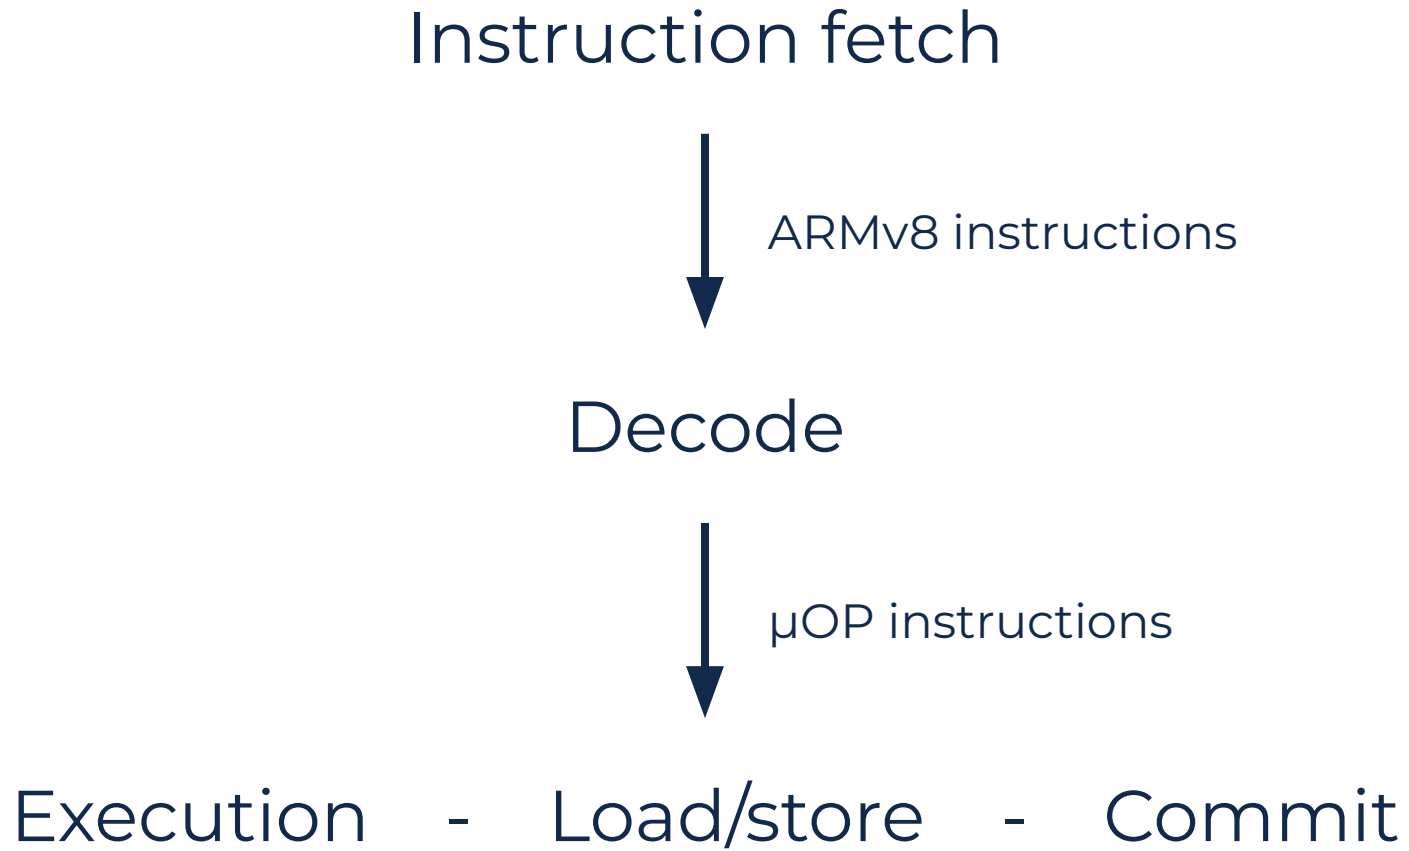 Instruction fetch
ARMv8 instructions
Decode
μOP instructions
Execution - Load/store - Commit